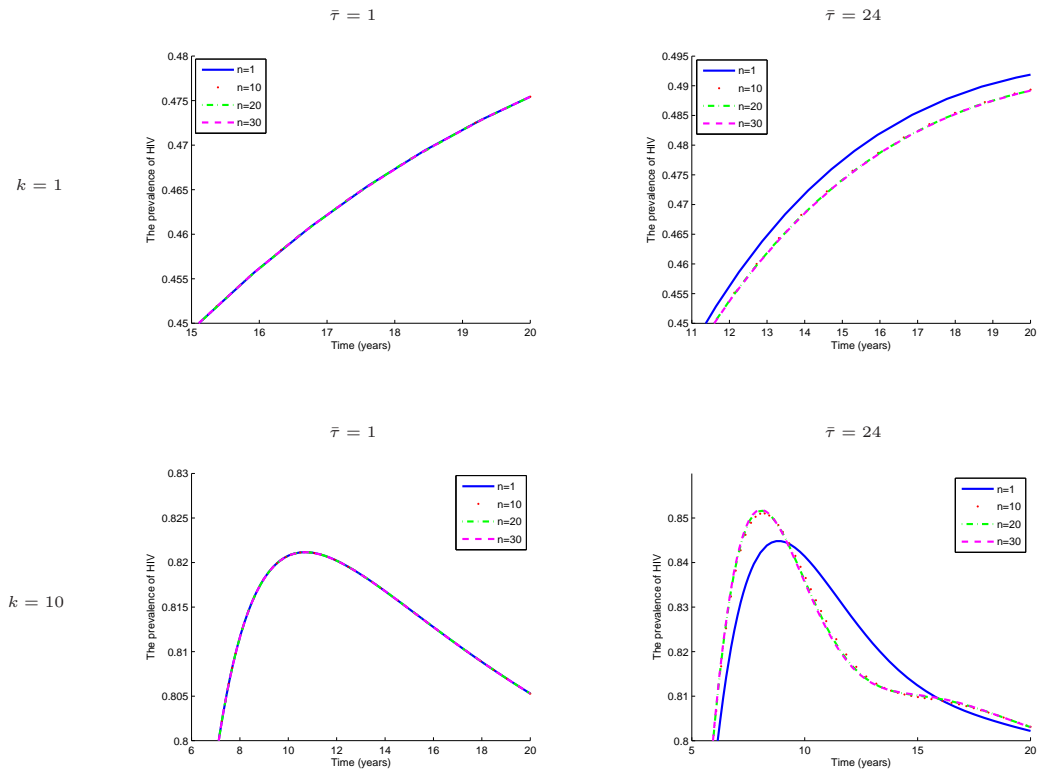 τ̄ = 1
τ̄ = 24
k = 1
The prevalence of HIV
0.48
0.475
0.47
0.465
0.46
0.455
0.45
15 16 17 18 19 20
Time (years)
n=1
n=10
n=20
n=30
The prevalence of HIV
0.495
0.49
0.485
0.48
0.475
0.47
0.465
0.46
0.455
0.45
11 12 13 14 15 16 17 18 19 20
Time (years)
n=1
n=10
n=20
n=30
τ̄ = 1
τ̄ = 24
k = 10
The prevalence of HIV
0.83
0.825
0.82
0.815
0.81
0.805
0.8
6 8 10 12 14 16 18 20
Time (years)
n=1
n=10
n=20
n=30
The prevalence of HIV
0.85
0.84
0.83
0.82
0.81
0.8
5 10 15 20
Time (years)
n=1
n=10
n=20
n=30